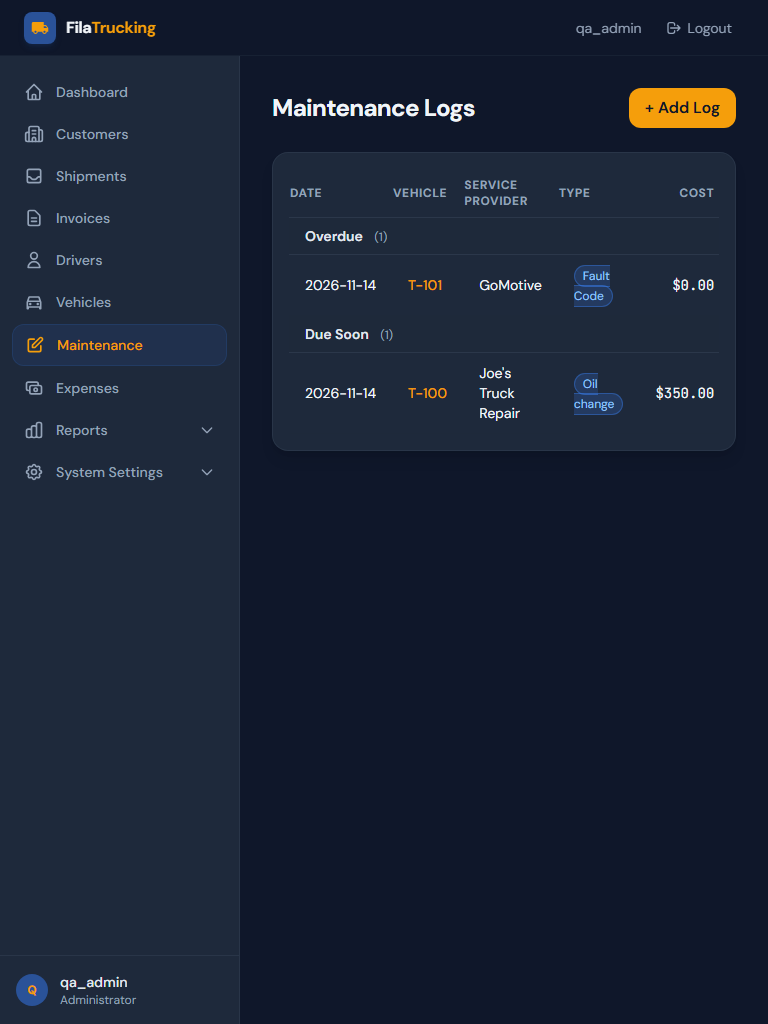 FilaTrucking
qa_admin
Logout
Dashboard
Customers
Shipments
Invoices
Drivers
Vehicles
Maintenance
Expenses
Reports
System Settings
Q
qa_admin
Administrator
Maintenance Logs
+ Add Log
DATE VEHICLE SERVICE PROVIDER TYPE COST
Overdue (1)
2026-11-14 T-101 GoMotive Fault Code $0.00
Due Soon (1)
2026-11-14 T-100 Joe's Truck Repair Oil change $350.00